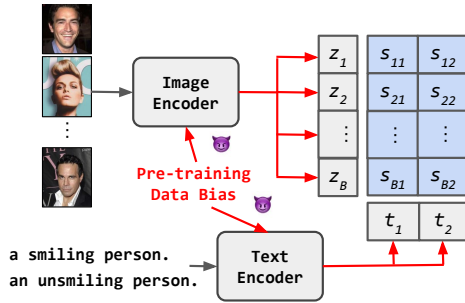 Image
Encoder
z1 s11 s12
z2 s21 s22
⋮ ⋮ ⋮ ⋮
zB sB1 sB2
Pre-training
Data Bias
t1 t2
a smiling person.
an unsmiling person.
Text
Encoder